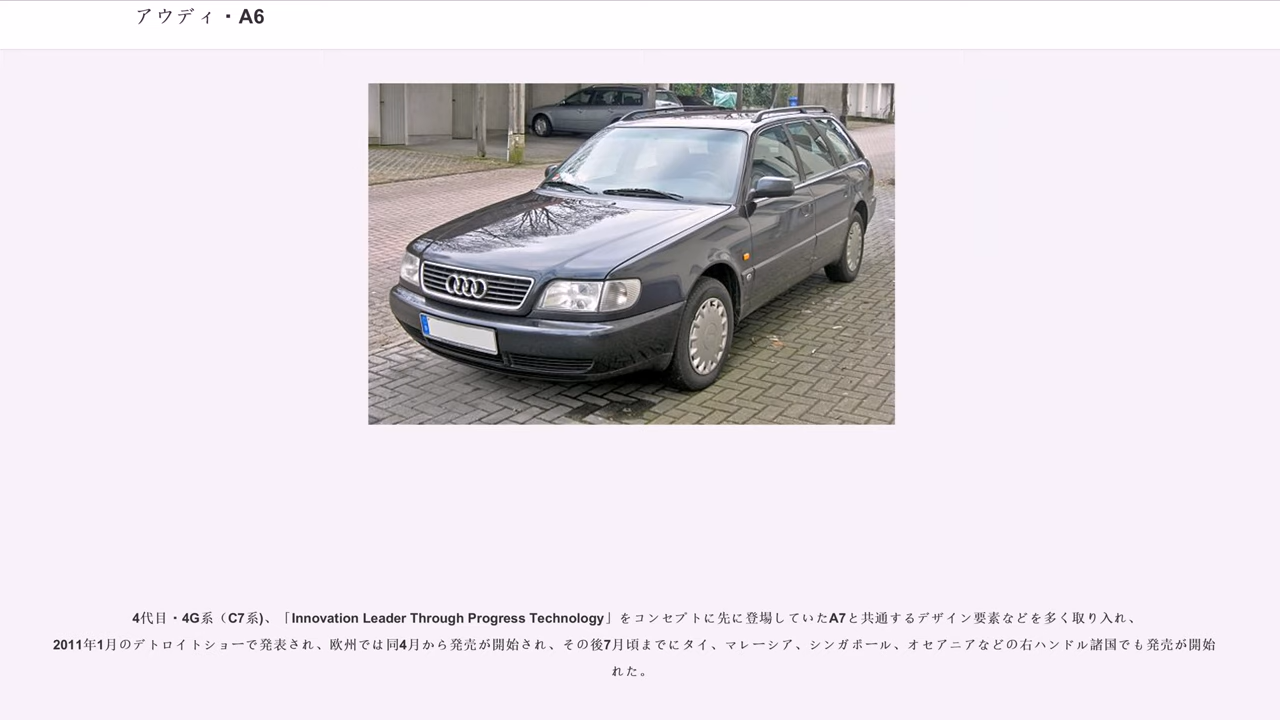 アウディ・A6
4代目・4G系（C7系)、「Innovation Leader Through Progress Technology」をコンセプトに先に登場していたA7と共通するデザイン要素などを多く取り入れ、
2011年1月のデトロイトショーで発表され、欧州では同4月から発売が開始され、その後7月頃までにタイ、マレーシア、シンガポール、オセアニアなどの右ハンドル諸国でも発売が開始
れた。